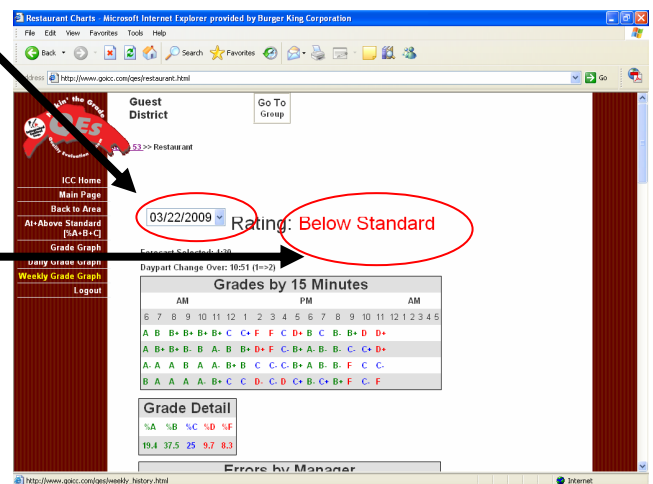 Restaurant Charts - Microsoft Internet Explorer provided by Burger King Corporation
File Edit View Favorites Tools Help
Back Search Favorites
http://www.goicc.com/qes/restaurant.html Go
Guest
District
Go To
Group
the Grade
QES
53 >> Restaurant
ICC Home
Main Page
Back to Area
At+Above Standard
[%A+B+C]
Grade Graph
Daily Grade Graph
Weekly Grade Graph
Logout
03/22/2009 Rating: Below Standard
Forecast Selected: 4:20
Daypart Change Over: 10:51 (1=>2)
Grades by 15 Minutes
AM PM AM
6 7 8 9 10 11 12 1 2 3 4 5 6 7 8 9 10 11 12 1 2 3 4 5
A B B+ B+ B+ B+ C C+ F F C D+ B C B- B+ D D+
A B+ B+ B- B A- B B+ D+ F C- B+ A- B- B- C- C+ D+
A- A A B A A- B+ B C C- C- B+ A B- B- F C C-
B A A A A- B+ C C D- C- D C+ B- C+ B+ F C- F
Grade Detail
%A %B %C %D %F
19.4 37.5 25 9.7 8.3
Errors by Manager
http://www.goicc.com/qes/weekly_history.html Internet